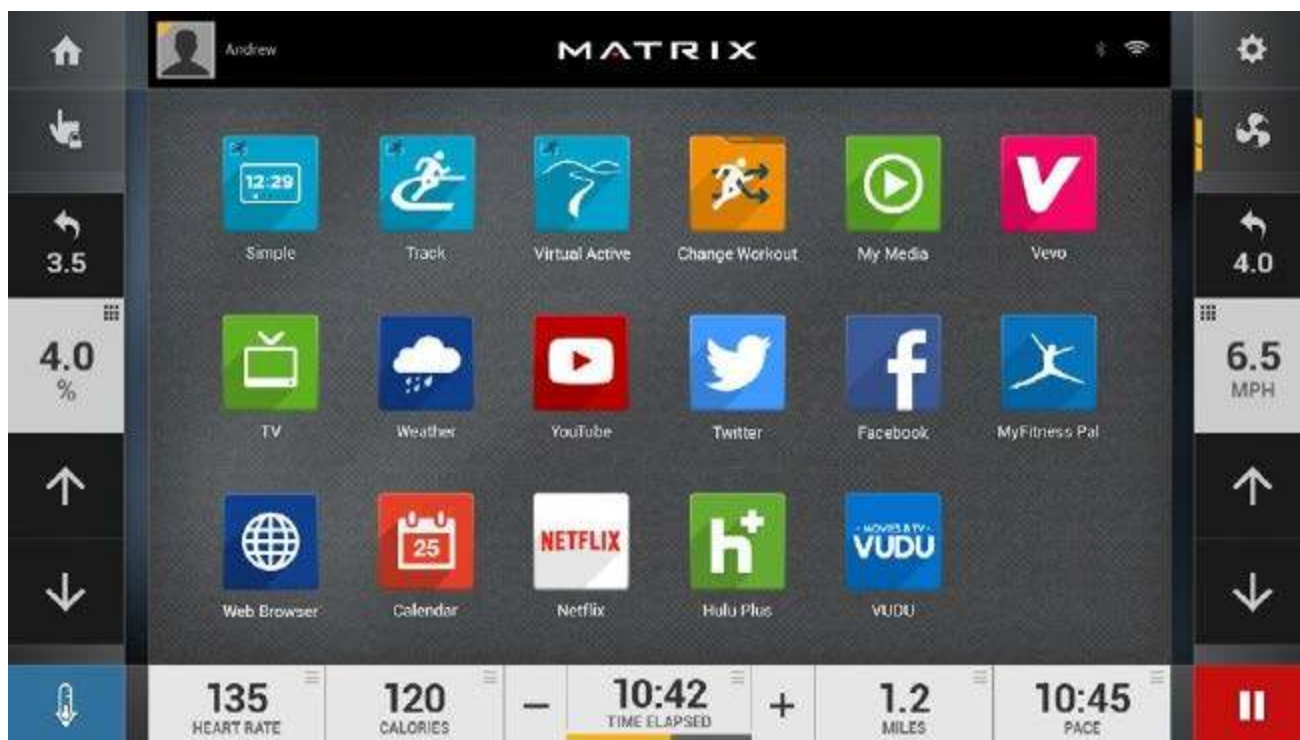 Andrew
MATRIX
3.5
4.0
%
12:29
Simple
Track
Virtual Active
Change Workout
My Media
V
Vevo
4.0
6.5
MPH
TV
Weather
YouTube
Twitter
f
Facebook
MyFitness Pal
Web Browser
25
Calendar
NETFLIX
Netflix
h+
Hulu Plus
MOVIES & TV
VUDU
VUDU
135
HEART RATE
120
CALORIES
−
10:42
TIME ELAPSED
+
1.2
MILES
10:45
PACE